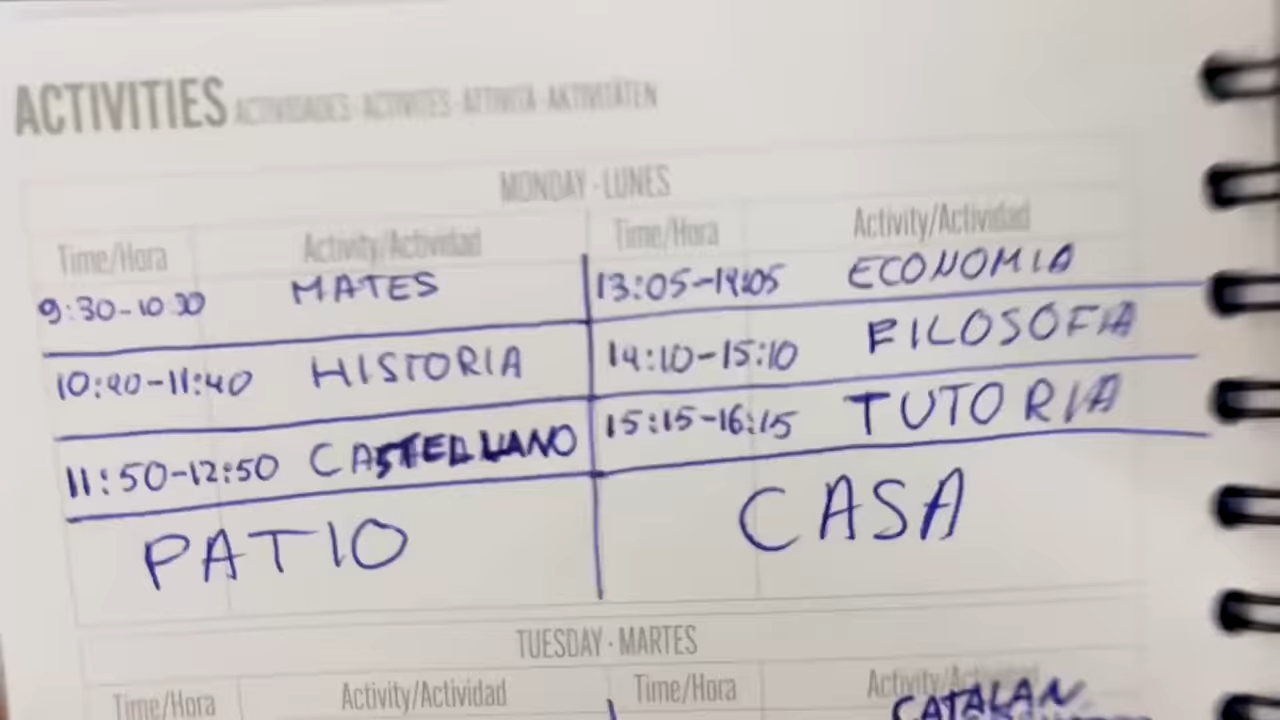 ACTIVITIES ACTIVIDADES · ACTIVITÉS · ATTIVITÀ · AKTIVITÄTEN
MONDAY · LUNES
Time/Hora Activity/Actividad Time/Hora Activity/Actividad
9:30-10:30 MATES 13:05-14:05 ECONOMIA
10:40-11:40 HISTORIA 14:10-15:10 FILOSOFIA
11:50-12:50 CASTELLANO 15:15-16:15 TUTORIA
PATIO CASA
TUESDAY · MARTES
Time/Hora Activity/Actividad Time/Hora Activity/Actividad
CATALAN